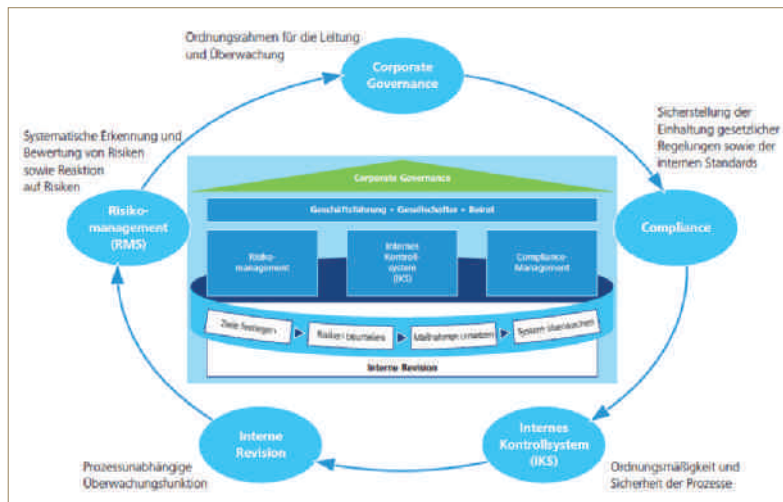 Ordnungsrahmen für die Leitung
und Überwachung
Corporate
Governance
Sicherstellung der
Einhaltung gesetzlicher
Regelungen sowie der
internen Standards
Compliance
Internes
Kontrollsystem
(IKS)
Ordnungsmäßigkeit und
Sicherheit der Prozesse
Interne
Revision
Prozessunabhängige
Überwachungsfunktion
Risiko-
management
(RMS)
Systematische Erkennung und
Bewertung von Risiken
sowie Reaktion
auf Risiken
Corporate Governance
Geschäftsführung • Gesellschafter • Beirat
Risiko-
management
Internes
Kontroll-
system
(IKS)
Compliance-
Management
Ziele festlegen
Risiken beurteilen
Maßnahmen umsetzen
System überwachen
Interne Revision